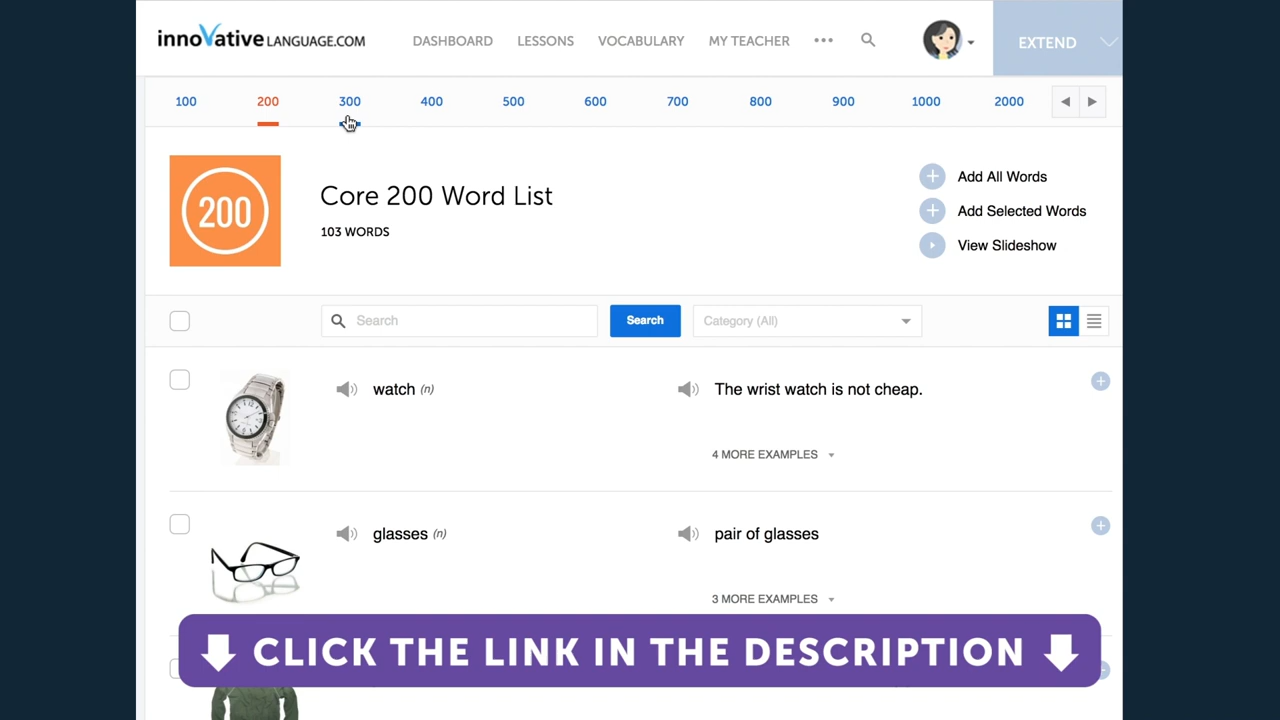 innoVative LANGUAGE.COM DASHBOARD LESSONS VOCABULARY MY TEACHER EXTEND
100 200 300 400 500 600 700 800 900 1000 2000
200
Core 200 Word List
103 WORDS
Add All Words
Add Selected Words
View Slideshow
Search Search Category (All)
watch (n) The wrist watch is not cheap.
4 MORE EXAMPLES
glasses (n) pair of glasses
3 MORE EXAMPLES
CLICK THE LINK IN THE DESCRIPTION